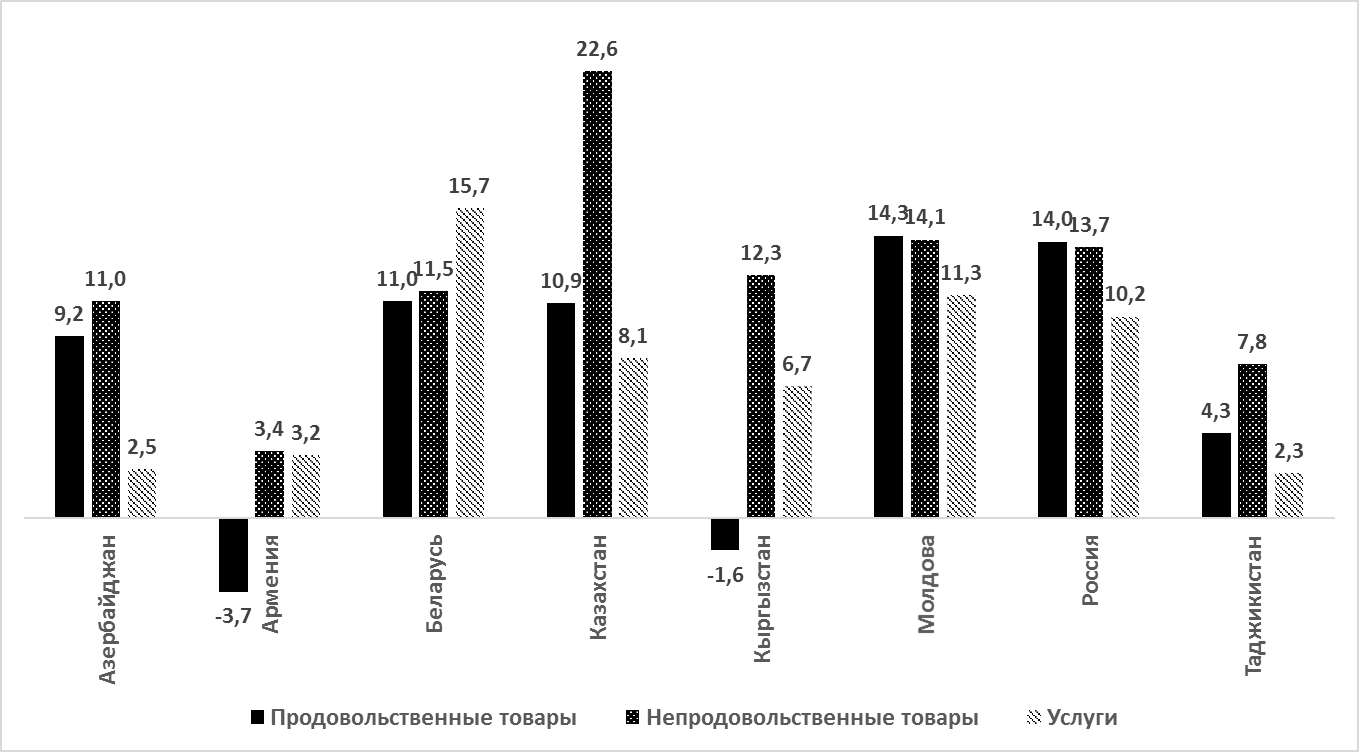 22,6
15,7
14,3 14,1
14,0 13,7
12,3
11,0
11,0 11,5
10,9
11,3
10,2
9,2
8,1
7,8
6,7
4,3
3,4 3,2
2,5
2,3
-3,7
-1,6
Азербайджан
Армения
Беларусь
Казахстан
Кыргызстан
Молдова
Россия
Таджикистан
Продовольственные товары
Непродовольственные товары
Услуги